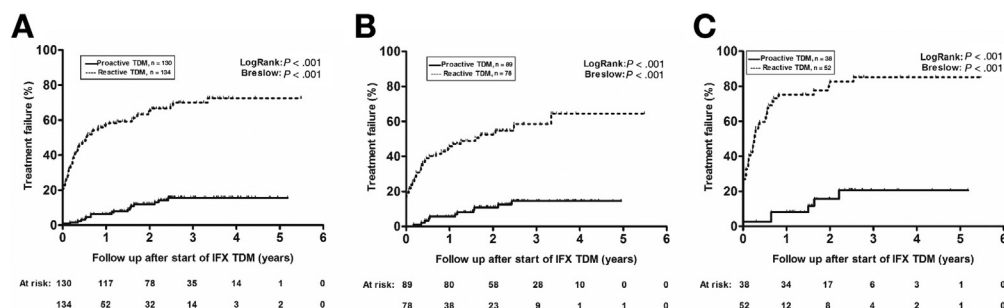 A
Proactive TDM, n = 130
Reactive TDM, n = 134
LogRank: P < .001
Breslow: P < .001
Treatment failure (%)
100
80
60
40
20
0
0 1 2 3 4 5 6
Follow up after start of IFX TDM (years)
At risk: 130 117 78 35 14 1 0
134 52 32 14 3 2 0
B
Proactive TDM, n = 89
Reactive TDM, n = 78
LogRank: P < .001
Breslow: P < .001
Treatment failure (%)
100
80
60
40
20
0
0 1 2 3 4 5 6
Follow up after start of IFX TDM (years)
At risk: 89 80 58 28 10 0 0
78 38 23 9 1 1 0
C
Proactive TDM, n = 38
Reactive TDM, n = 52
LogRank: P < .001
Breslow: P < .001
Treatment failure (%)
100
80
60
40
20
0
0 1 2 3 4 5 6
Follow up after start of IFX TDM (years)
At risk: 38 34 17 6 3 1 0
52 12 8 4 2 1 0